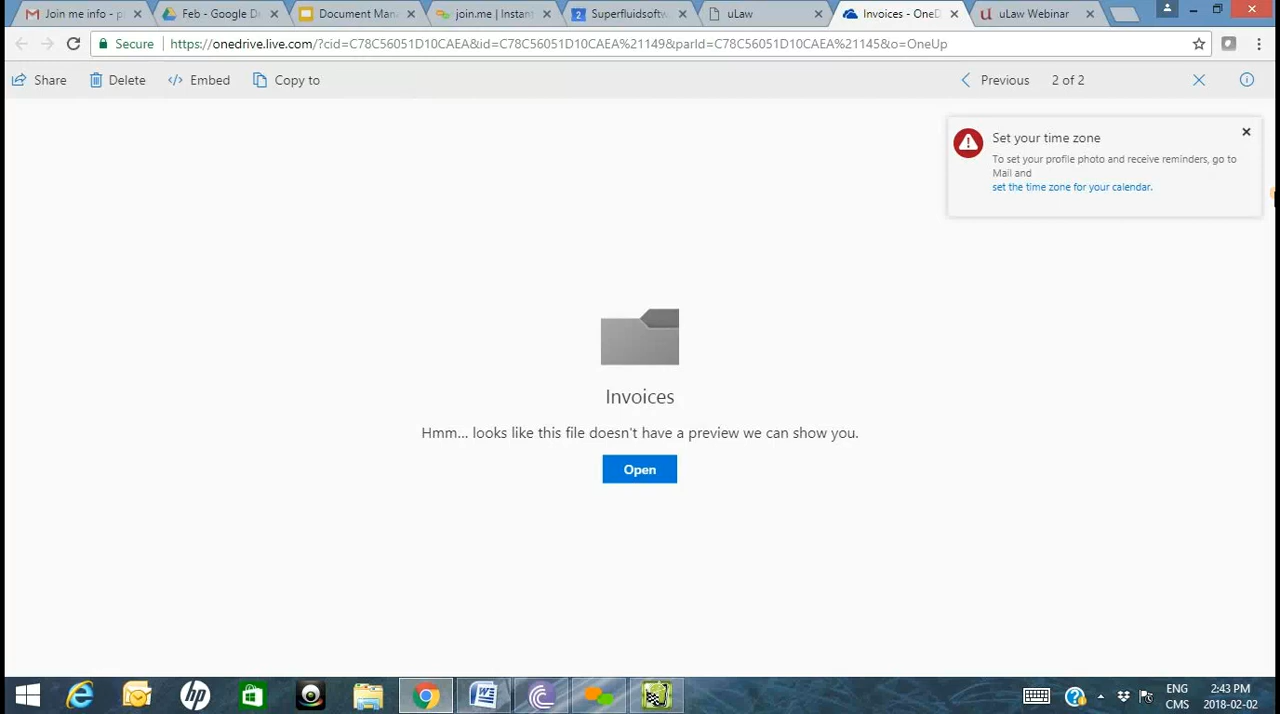 Join me info - p
Feb - Google D
Document Man
join.me | Instant
Superfluidsoftw
uLaw
Invoices - OneD
uLaw Webinar
Secure
https://onedrive.live.com/?cid=C78C56051D10CAEA&id=C78C56051D10CAEA%21149&parId=C78C56051D10CAEA%21145&o=OneUp
Share
Delete
Embed
Copy to
Previous
2 of 2
Set your time zone
To set your profile photo and receive reminders, go to
Mail and
set the time zone for your calendar.
Invoices
Hmm... looks like this file doesn't have a preview we can show you.
Open
ENG
CMS
2:43 PM
2018-02-02